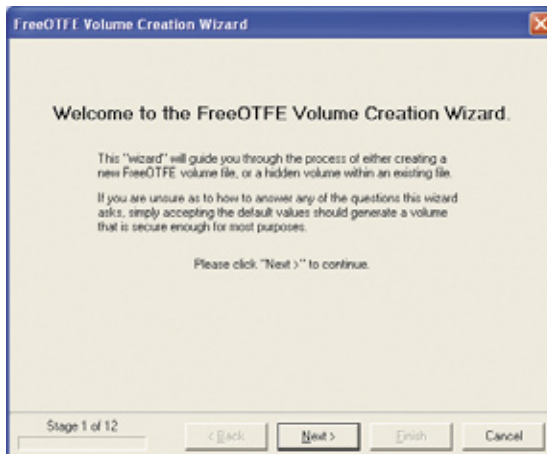 FreeOTFE Volume Creation Wizard
Welcome to the FreeOTFE Volume Creation Wizard.
This "wizard" will guide you through the process of either creating a
new FreeOTFE volume file, or a hidden volume within an existing file.
If you are unsure as to how to answer any of the questions this wizard
asks, simply accepting the default values should generate a volume
that is secure enough for most purposes.
Please click "Next >" to continue.
Stage 1 of 12
< Back
Next >
Finish
Cancel